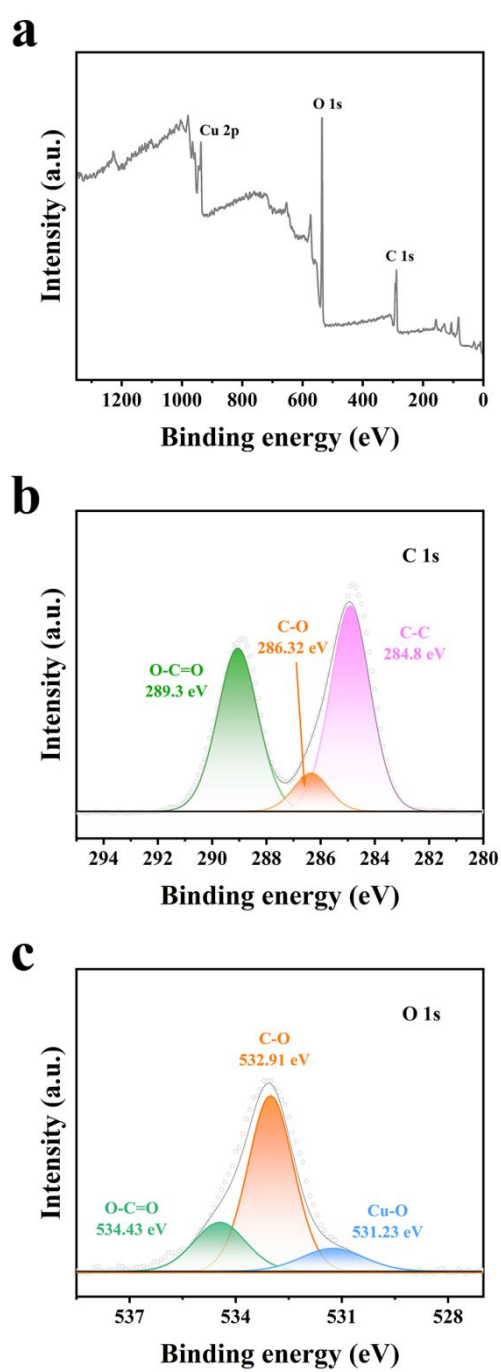 a
Intensity (a.u.)
Cu 2p
O 1s
C 1s
1200 1000 800 600 400 200 0
Binding energy (eV)
b
Intensity (a.u.)
C 1s
O-C=O
289.3 eV
C-O
286.32 eV
C-C
284.8 eV
294 292 290 288 286 284 282 280
Binding energy (eV)
c
Intensity (a.u.)
O 1s
C-O
532.91 eV
O-C=O
534.43 eV
Cu-O
531.23 eV
537 534 531 528
Binding energy (eV)